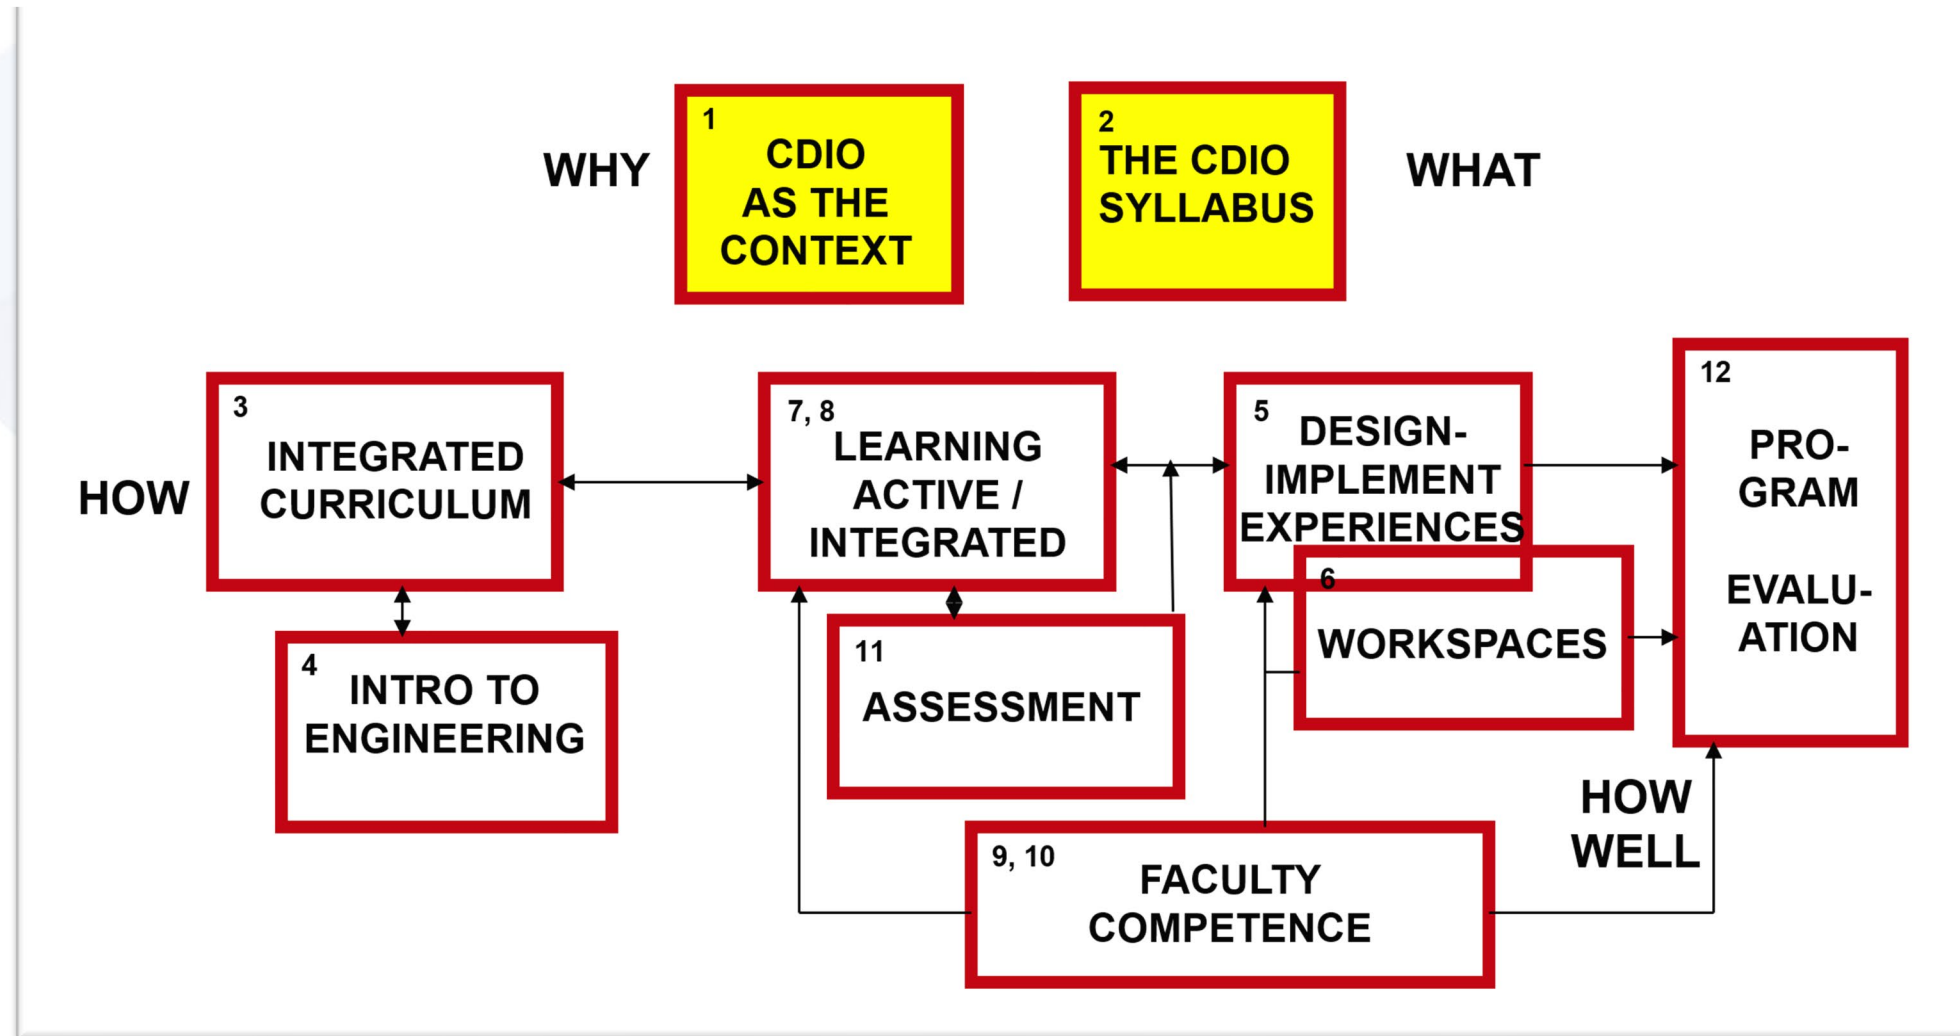 WHY
1
CDIO
AS THE
CONTEXT
2
THE CDIO
SYLLABUS
WHAT
HOW
3
INTEGRATED
CURRICULUM
7, 8
LEARNING
ACTIVE /
INTEGRATED
5
DESIGN-
IMPLEMENT
EXPERIENCES
12
PRO-
GRAM
EVALU-
ATION
4
INTRO TO
ENGINEERING
11
ASSESSMENT
6
WORKSPACES
9, 10
FACULTY
COMPETENCE
HOW
WELL